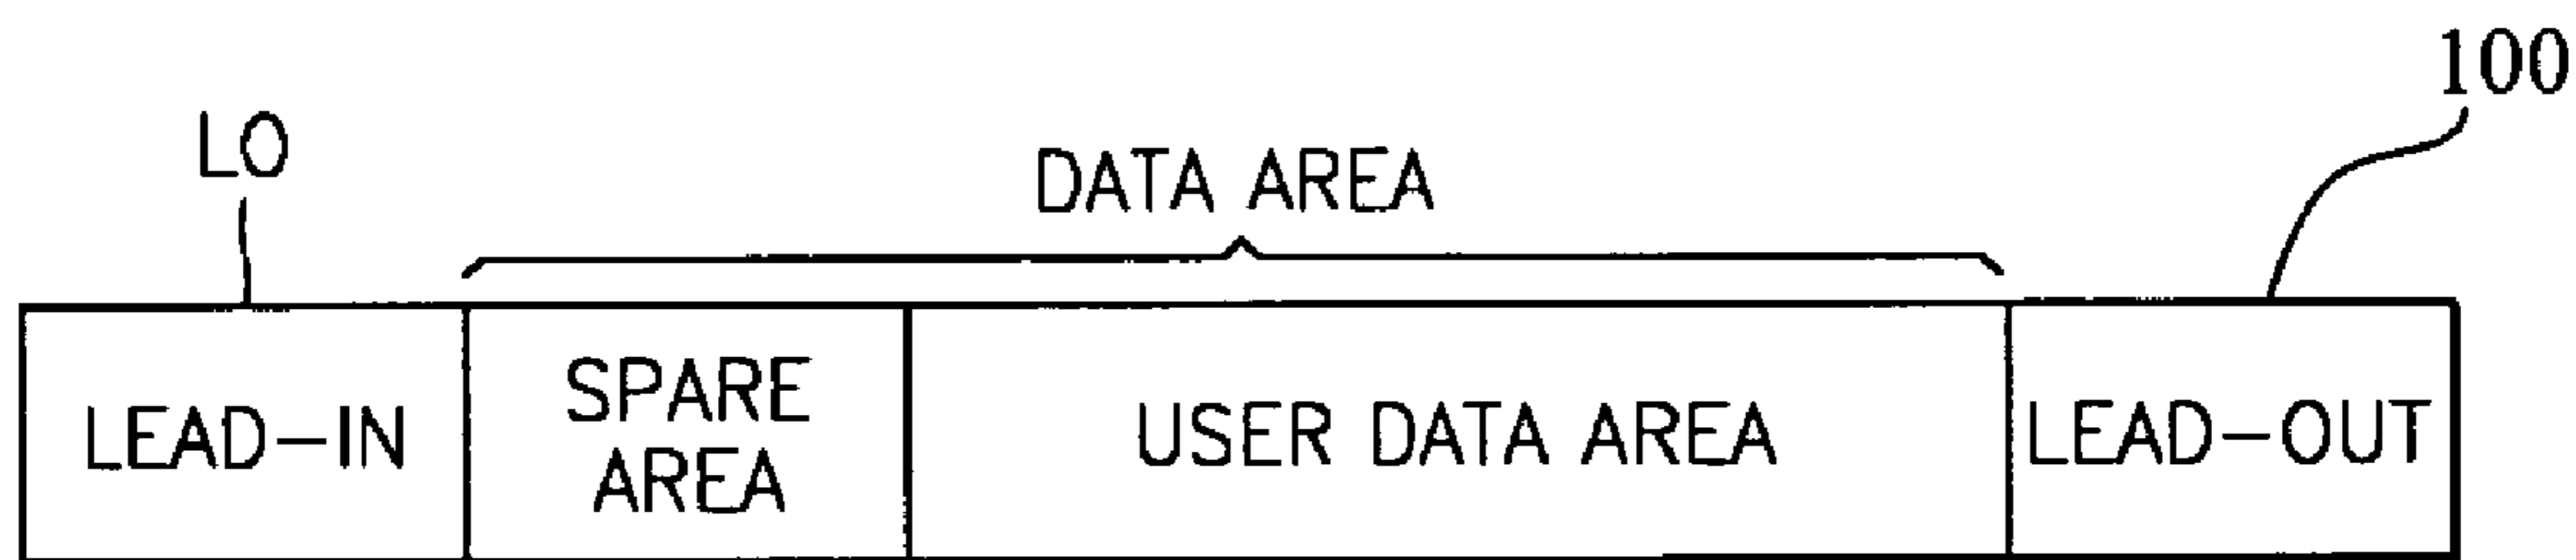 100
LO
DATA AREA
LEAD-IN
SPARE
AREA
USER DATA AREA
LEAD-OUT